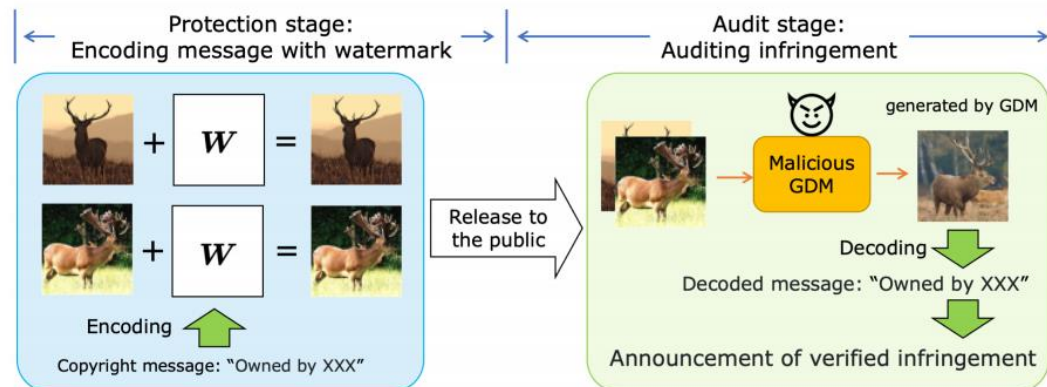 Protection stage:
Encoding message with watermark
Audit stage:
Auditing infringement
+ W =
+ W =
Encoding
Copyright message: "Owned by XXX"
Release to
the public
generated by GDM
Malicious
GDM
Decoding
Decoded message: "Owned by XXX"
Announcement of verified infringement